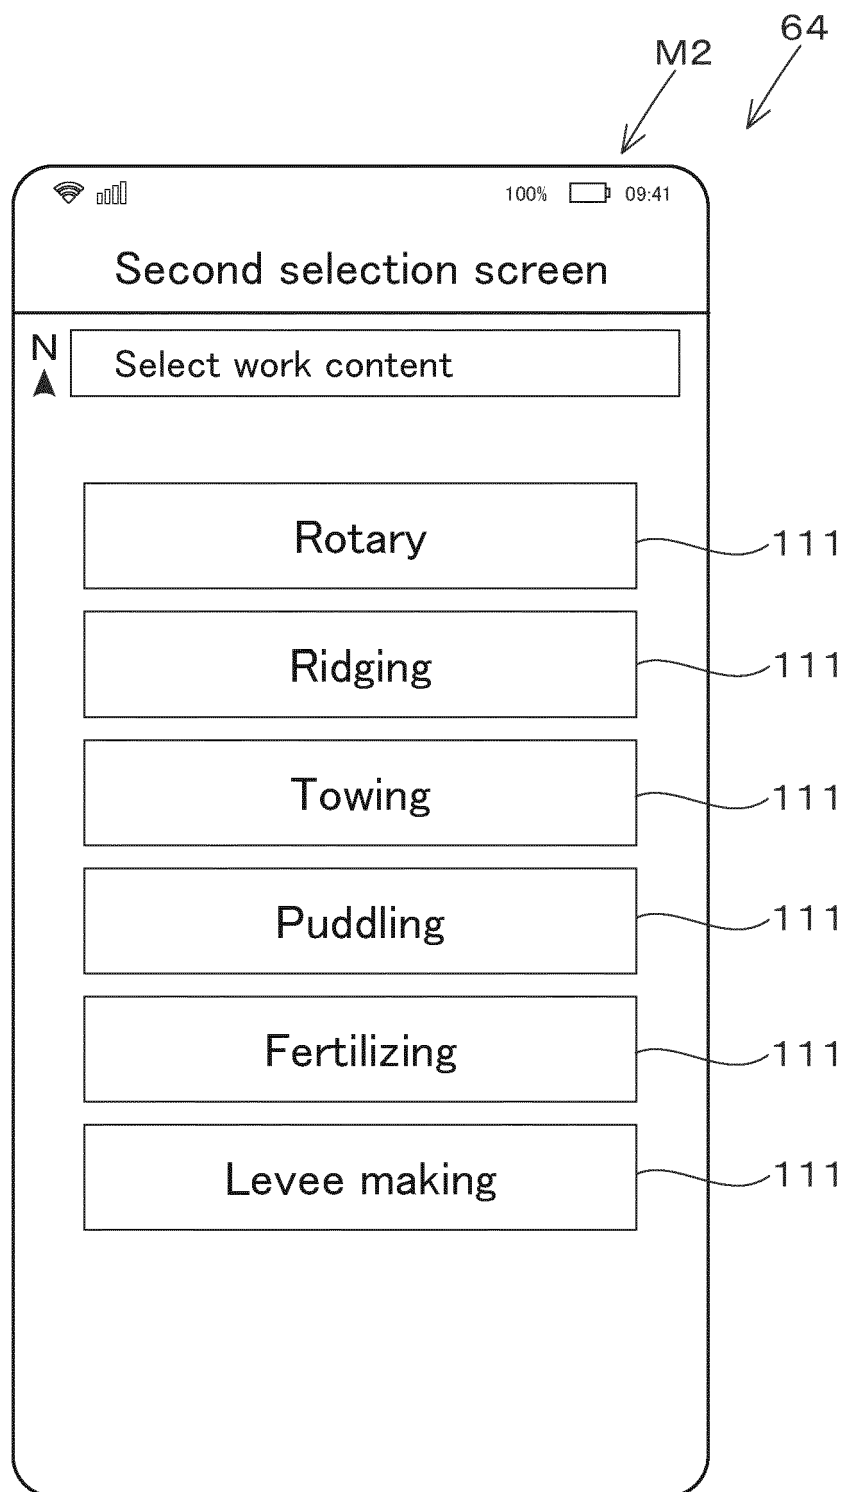 64
M2
100% 09:41
Second selection screen
N
Select work content
Rotary
111
Ridging
111
Towing
111
Puddling
111
Fertilizing
111
Levee making
111